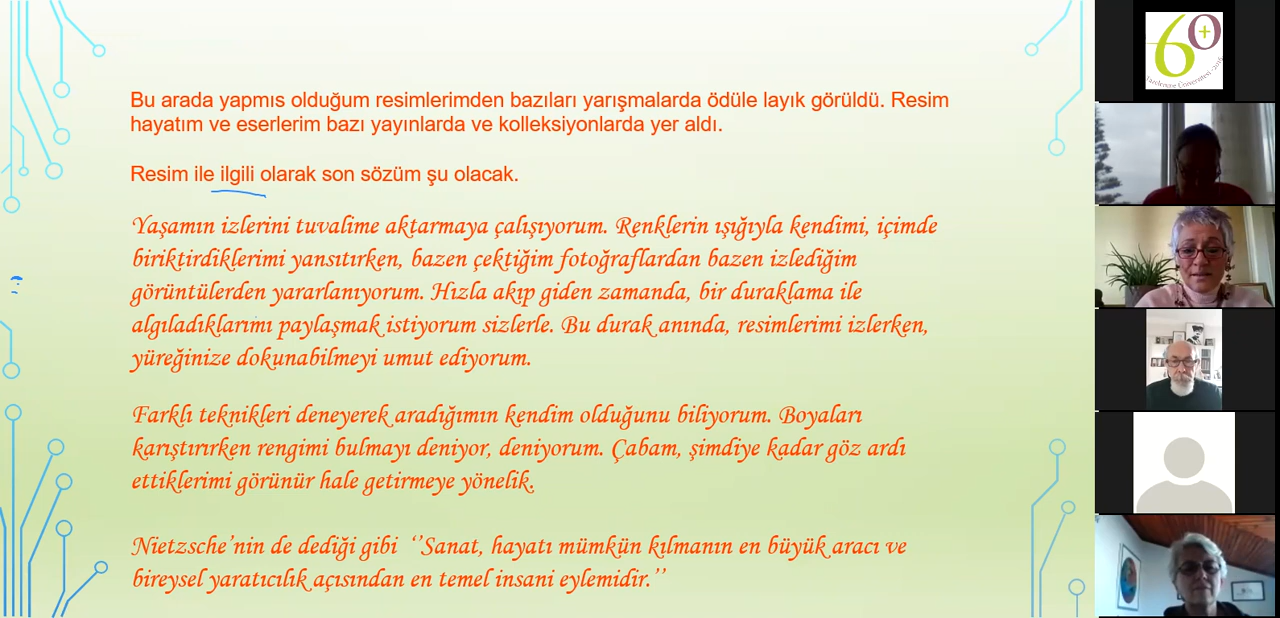 Bu arada yapmıs olduğum resimlerimden bazıları yarışmalarda ödüle layık görüldü. Resim
hayatım ve eserlerim bazı yayınlarda ve kolleksiyonlarda yer aldı.
Resim ile ilgili olarak son sözüm şu olacak.
Yaşamın izlerini tuvalime aktarmaya çalışıyorum. Renklerin ışığıyla kendimi, içimde
biriktirdiklerimi yansıtırken, bazen çektiğim fotoğraflardan bazen izlediğim
görüntülerden yararlanıyorum. Hızla akıp giden zamanda, bir duraklama ile
algıladıklarımı paylaşmak istiyorum sizlerle. Bu durak anında, resimlerimi izlerken,
yüreğinize dokunabilmeyi umut ediyorum.
Farklı teknikleri deneyerek aradığımın kendim olduğunu biliyorum. Boyaları
karıştırırken rengimi bulmayı deniyor, deniyorum. Çabam, şimdiye kadar göz ardı
ettiklerimi görünür hale getirmeye yönelik.
Nietzsche’nin de dediği gibi ‘’Sanat, hayatı mümkün kılmanın en büyük aracı ve
bireysel yaratıcılık açısından en temel insani eylemidir.’’
60+